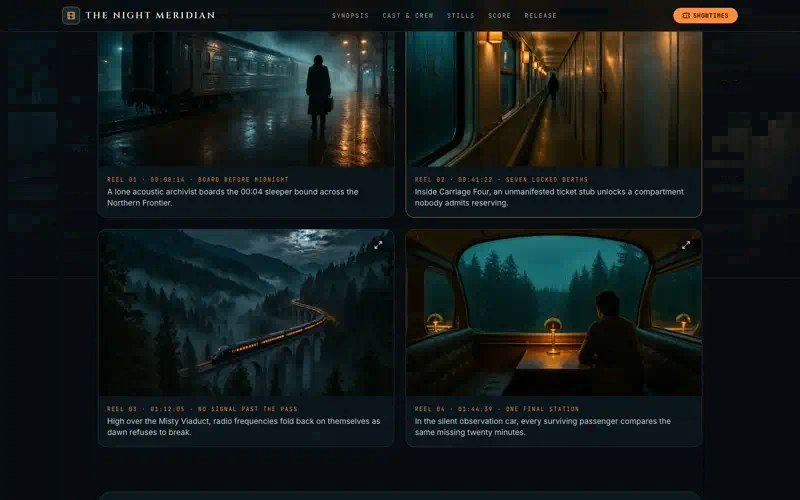 THE NIGHT MERIDIAN
SYNOPSIS
CAST & CREW
STILLS
SCORE
RELEASE
SHOWTIMES
REEL 01 · 00:08:14 · BOARD BEFORE MIDNIGHT
A lone acoustic archivist boards the 00:04 sleeper bound across the
Northern Frontier.
REEL 02 · 00:41:22 · SEVEN LOCKED BERTHS
Inside Carriage Four, an unmanifested ticket stub unlocks a compartment
nobody admits reserving.
REEL 03 · 01:12:05 · NO SIGNAL PAST THE PASS
High over the Misty Viaduct, radio frequencies fold back on themselves as
dawn refuses to break.
REEL 04 · 01:44:39 · ONE FINAL STATION
In the silent observation car, every surviving passenger compares the
same missing twenty minutes.